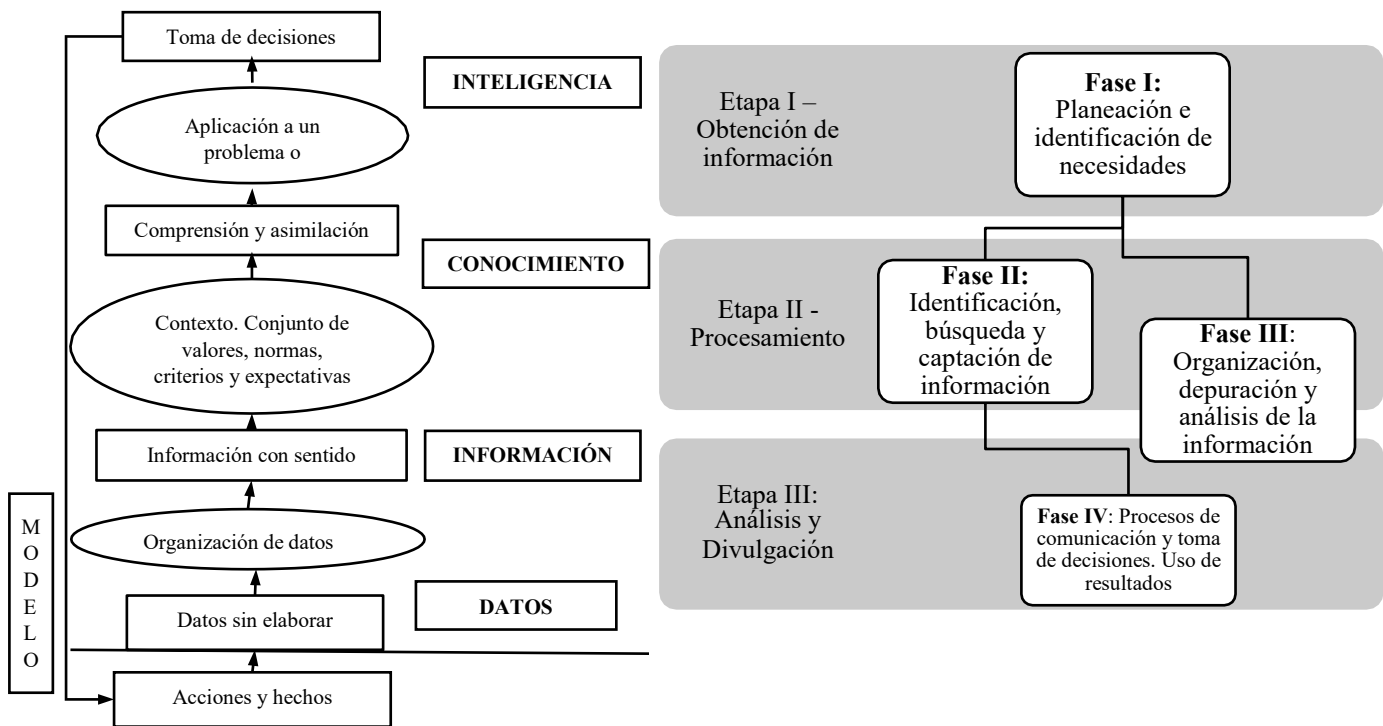 Toma de decisiones
Aplicación a un
problema o
Comprensión y asimilación
Contexto. Conjunto de
valores, normas,
criterios y expectativas
Información con sentido
Organización de datos
Datos sin elaborar
Acciones y hechos
M
O
D
E
L
O
INTELIGENCIA
CONOCIMIENTO
INFORMACIÓN
DATOS
Etapa I –
Obtención de
información
Fase I:
Planeación e
identificación de
necesidades
Etapa II -
Procesamiento
Fase II:
Identificación,
búsqueda y
captación de
información
Fase III:
Organización,
depuración y
análisis de la
información
Etapa III:
Análisis y
Divulgación
Fase IV: Procesos de
comunicación y toma
de decisiones. Uso de
resultados